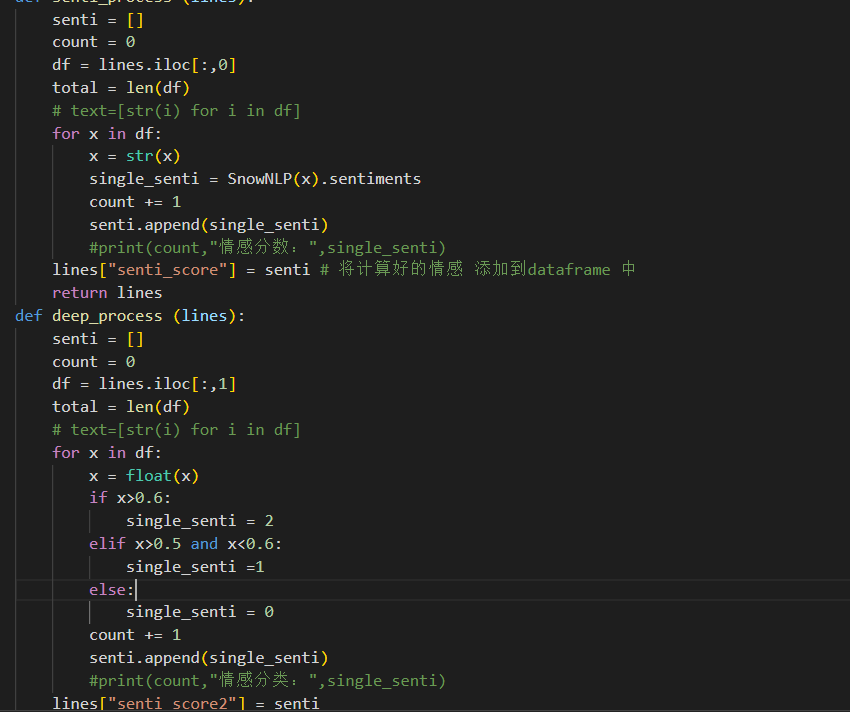 def senti_process (lines):
    senti = []
    count = 0
    df = lines.iloc[:,0]
    total = len(df)
    # text=[str(i) for i in df]
    for x in df:
        x = str(x)
        single_senti = SnowNLP(x).sentiments
        count += 1
        senti.append(single_senti)
        #print(count,"情感分数：",single_senti)
    lines["senti_score"] = senti # 将计算好的情感 添加到dataframe 中
    return lines
def deep_process (lines):
    senti = []
    count = 0
    df = lines.iloc[:,1]
    total = len(df)
    # text=[str(i) for i in df]
    for x in df:
        x = float(x)
        if x>0.6:
            single_senti = 2
        elif x>0.5 and x<0.6:
            single_senti =1
        else:
            single_senti = 0
        count += 1
        senti.append(single_senti)
        #print(count,"情感分类：",single_senti)
    lines["senti_score2"] = senti